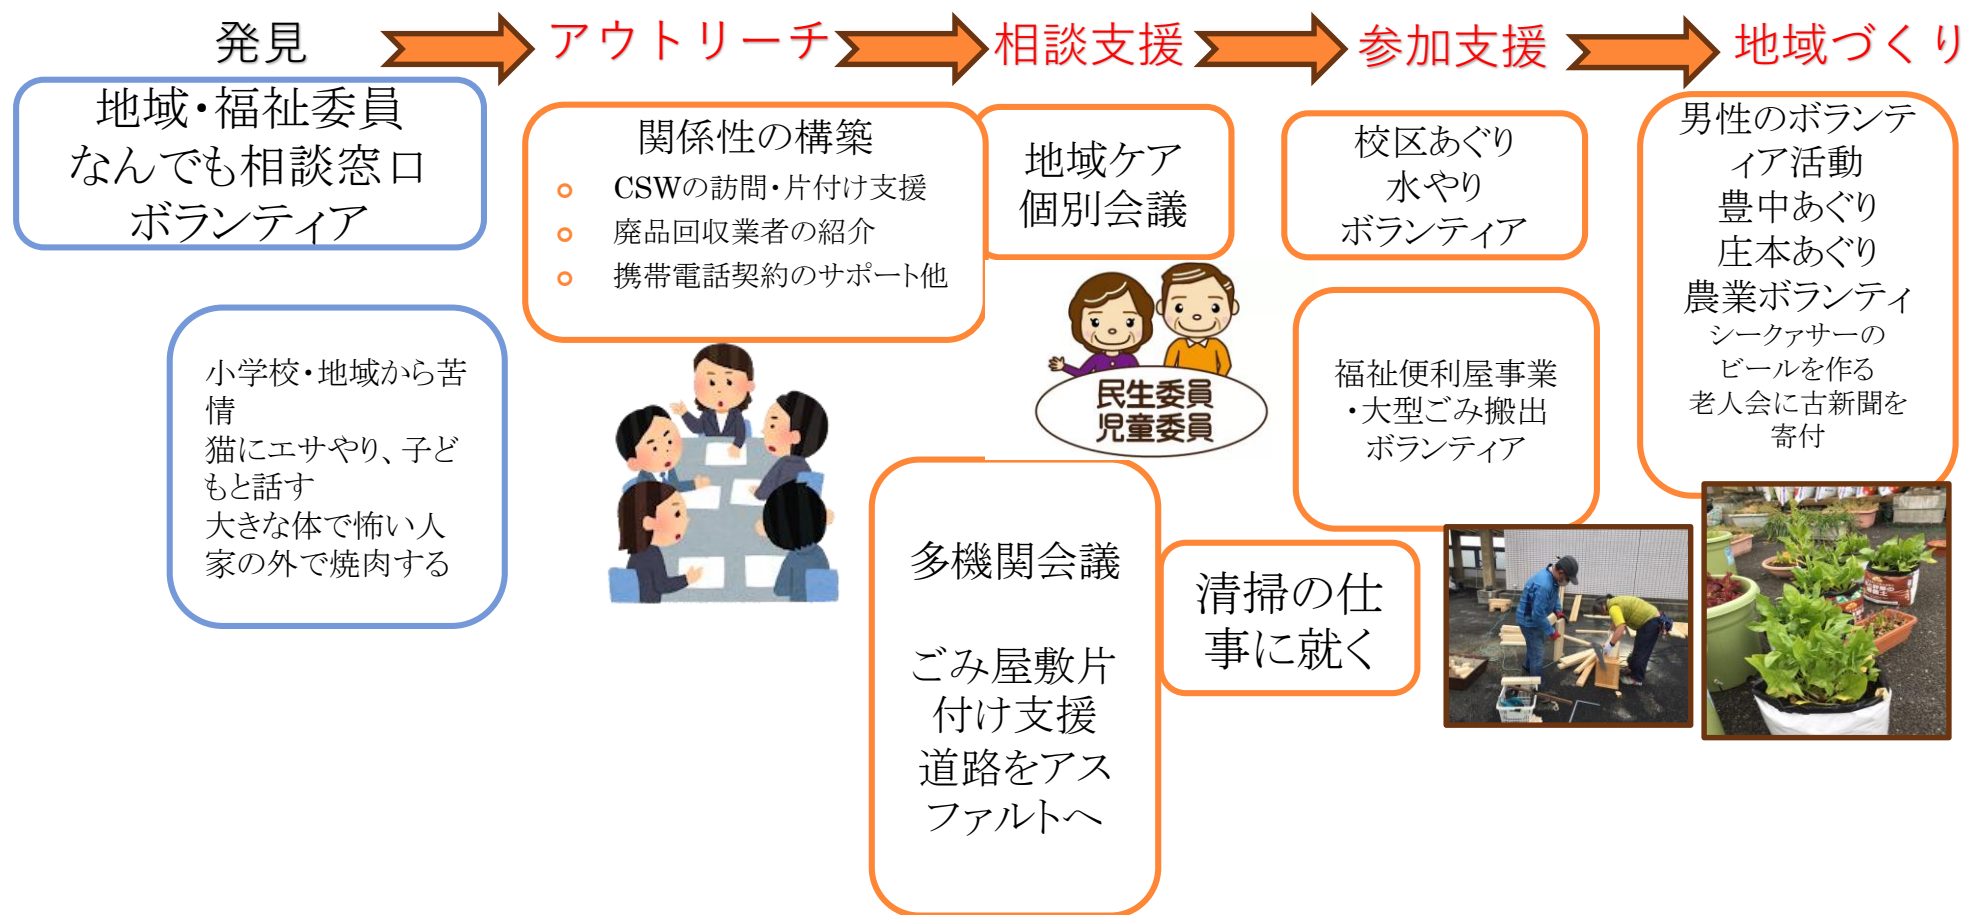 発見
アウトリーチ
相談支援
参加支援
地域づくり
地域・福祉委員
なんでも相談窓口
ボランティア
小学校・地域から苦
情
猫にエサやり、子ど
もと話す
大きな体で怖い人
家の外で焼肉する
関係性の構築
CSWの訪問・片付け支援
廃品回収業者の紹介
携帯電話契約のサポート他
地域ケア
個別会議
民生委員
児童委員
多機関会議
ごみ屋敷片
付け支援
道路をアス
ファルトへ
清掃の仕
事に就く
校区あぐり
水やり
ボランティア
福祉便利屋事業
・大型ごみ搬出
ボランティア
男性のボランテ
ィア活動
豊中あぐり
庄本あぐり
農業ボランティ
シークァサーの
ビールを作る
老人会に古新聞を
寄付